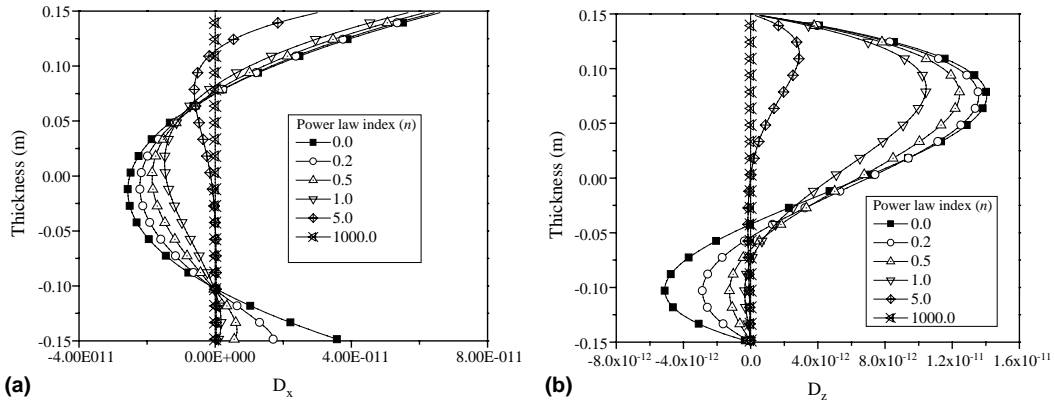 0.15
0.10
0.05
0.00
-0.05
-0.10
-0.15
Thickness (m)
-4.00E011
0.00E+000
4.00E-011
8.00E-011
D_x
Power law index (n)
0.0
0.2
0.5
1.0
5.0
1000.0
(a)
0.15
0.10
0.05
0.00
-0.05
-0.10
-0.15
Thickness (m)
-8.0x10⁻¹²
-4.0x10⁻¹²
0.0
4.0x10⁻¹²
8.0x10⁻¹²
1.2x10⁻¹¹
1.6x10⁻¹¹
D_z
Power law index (n)
0.0
0.2
0.5
1.0
5.0
1000.0
(b)